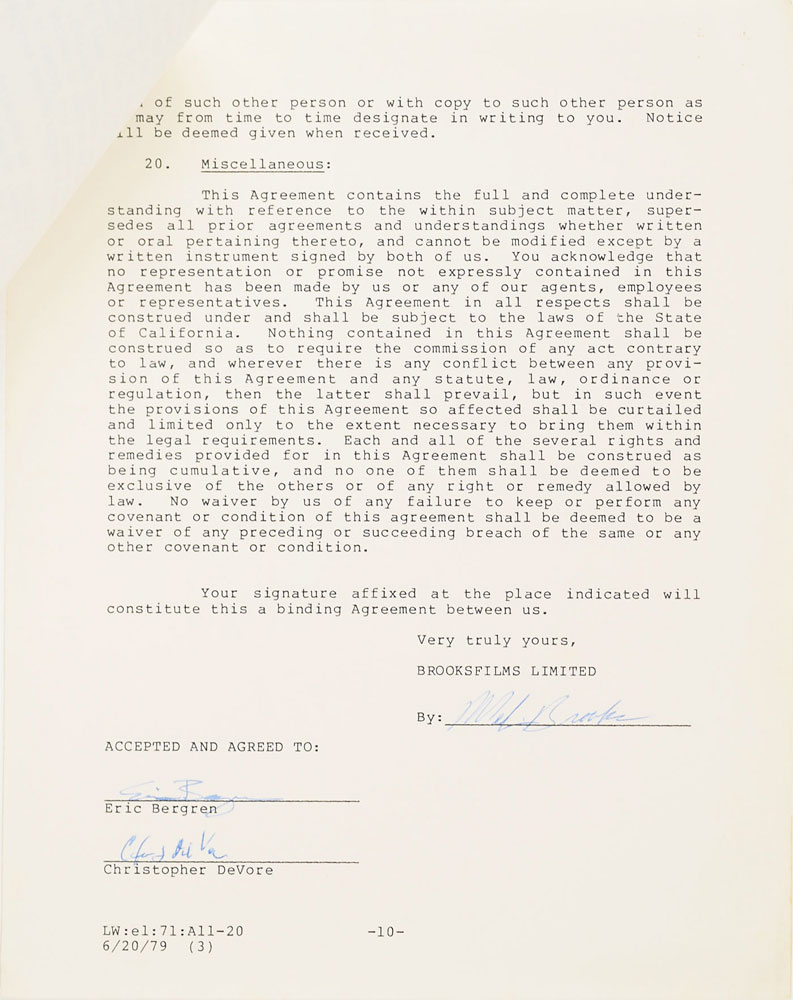 of such other person or with copy to such other person as
may from time to time designate in writing to you.  Notice
be deemed given when received.
20.  Miscellaneous:
This Agreement contains the full and complete under-
standing with reference to the within subject matter, super-
sedes all prior agreements and understandings whether written
or oral pertaining thereto, and cannot be modified except by a
written instrument signed by both of us.  You acknowledge that
no representation or promise not expressly contained in this
Agreement has been made by us or any of our agents, employees
or representatives.  This Agreement in all respects shall be
construed under and shall be subject to the laws of the State
of California.  Nothing contained in this Agreement shall be
construed so as to require the commission of any act contrary
to law, and wherever there is any conflict between any provi-
sion of this Agreement and any statute, law, ordinance or
regulation, then the latter shall prevail, but in such event
the provisions of this Agreement so affected shall be curtailed
and limited only to the extent necessary to bring them within
the legal requirements.  Each and all of the several rights and
remedies provided for in this Agreement shall be construed as
being cumulative, and no one of them shall be deemed to be
exclusive of the others or of any right or remedy allowed by
law.  No waiver by us of any failure to keep or perform any
covenant or condition of this agreement shall be deemed to be a
waiver of any preceding or succeeding breach of the same or any
other covenant or condition.
Your signature affixed at the place indicated will
constitute this a binding Agreement between us.
Very truly yours,
BROOKSFILMS LIMITED
By: Mel Brooks
ACCEPTED AND AGREED TO:
Eric Bergren
Christopher DeVore
LW:el:71:All-20
-10-
6/20/79  (3)